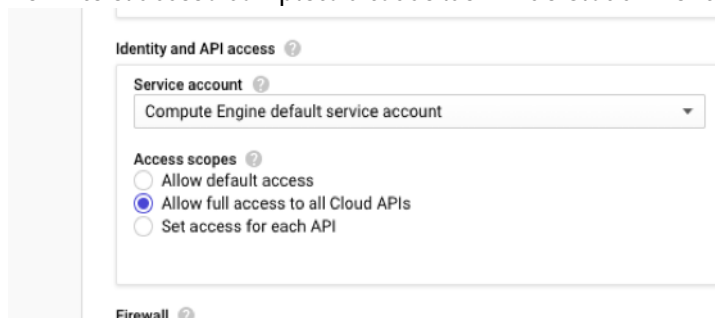 Identity and API access
Service account
Compute Engine default service account
Access scopes
Allow default access
Allow full access to all Cloud APIs
Set access for each API
Firewall